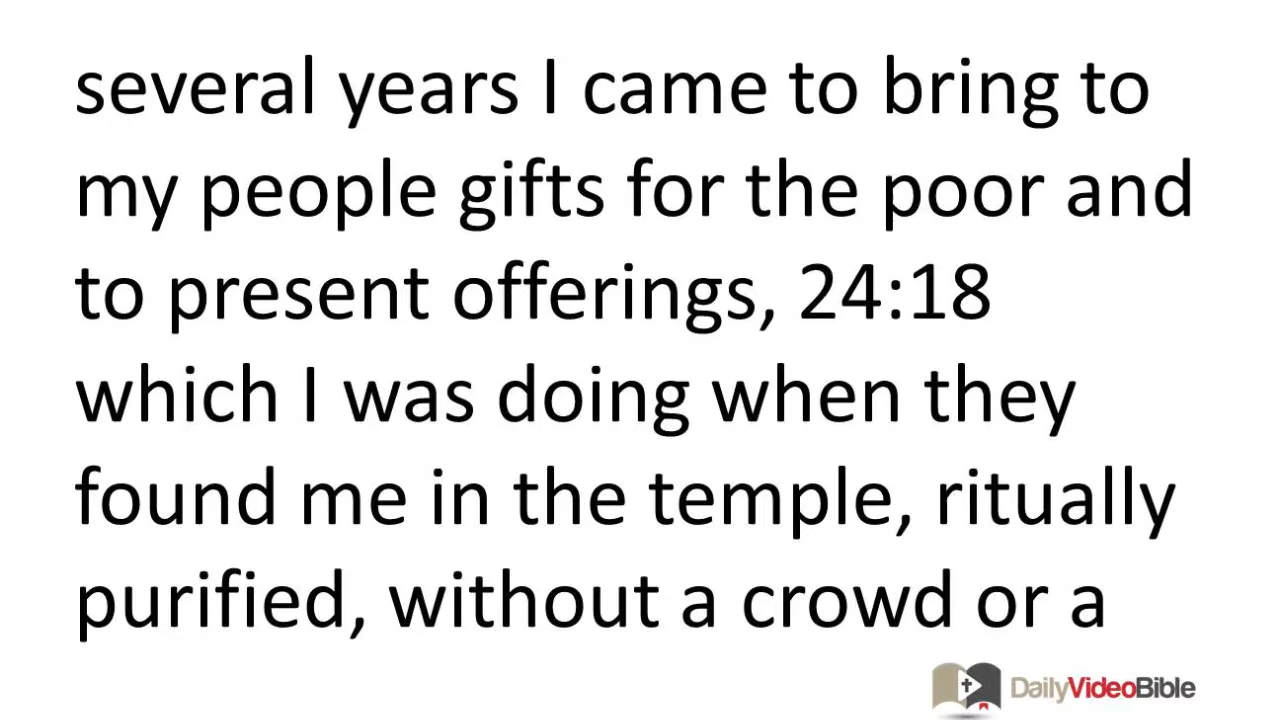 several years I came to bring to
my people gifts for the poor and
to present offerings, 24:18
which I was doing when they
found me in the temple, ritually
purified, without a crowd or a
DailyVideoBible